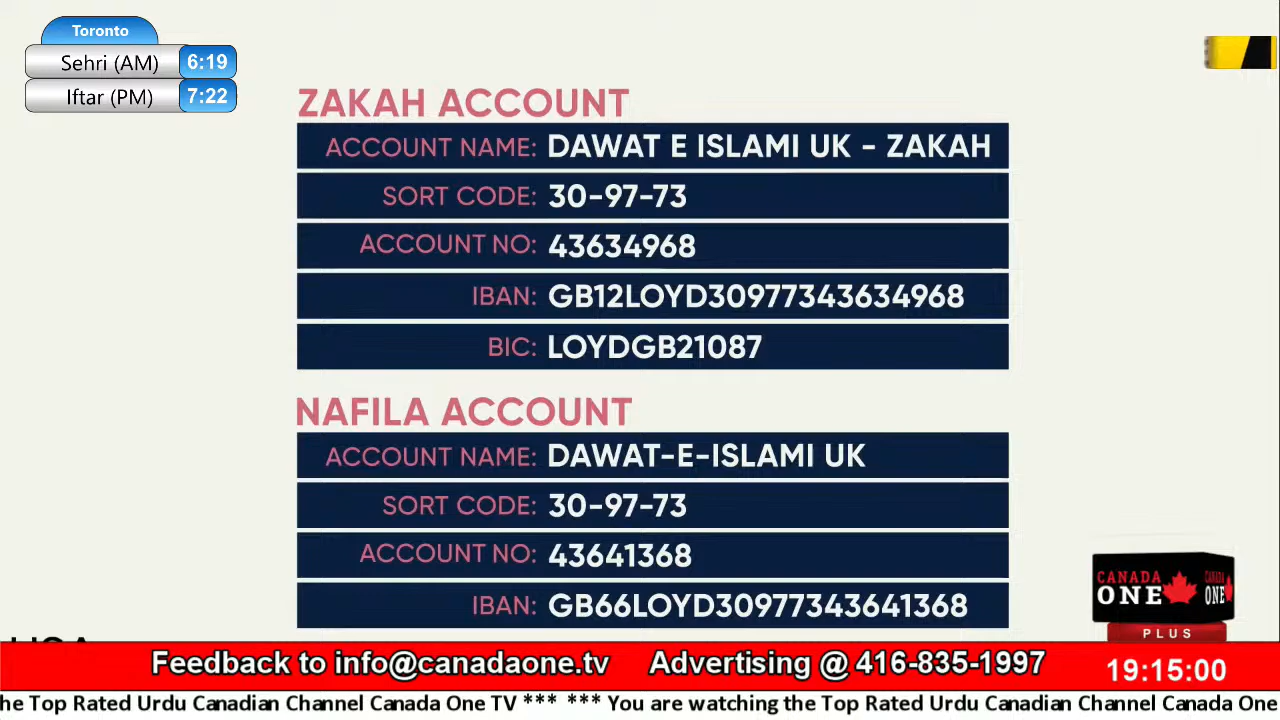 Toronto
Sehri (AM) 6:19
Iftar (PM) 7:22
ZAKAH ACCOUNT
ACCOUNT NAME: DAWAT E ISLAMI UK - ZAKAH
SORT CODE: 30-97-73
ACCOUNT NO: 43634968
IBAN: GB12LOYD30977343634968
BIC: LOYDGB21087
NAFILA ACCOUNT
ACCOUNT NAME: DAWAT-E-ISLAMI UK
SORT CODE: 30-97-73
ACCOUNT NO: 43641368
IBAN: GB66LOYD30977343641368
CANADA ONE
CANADA ONE
PLUS
Feedback to info@canadaone.tv Advertising @ 416-835-1997
19:15:00
he Top Rated Urdu Canadian Channel Canada One TV *** *** You are watching the Top Rated Urdu Canadian Channel Canada One